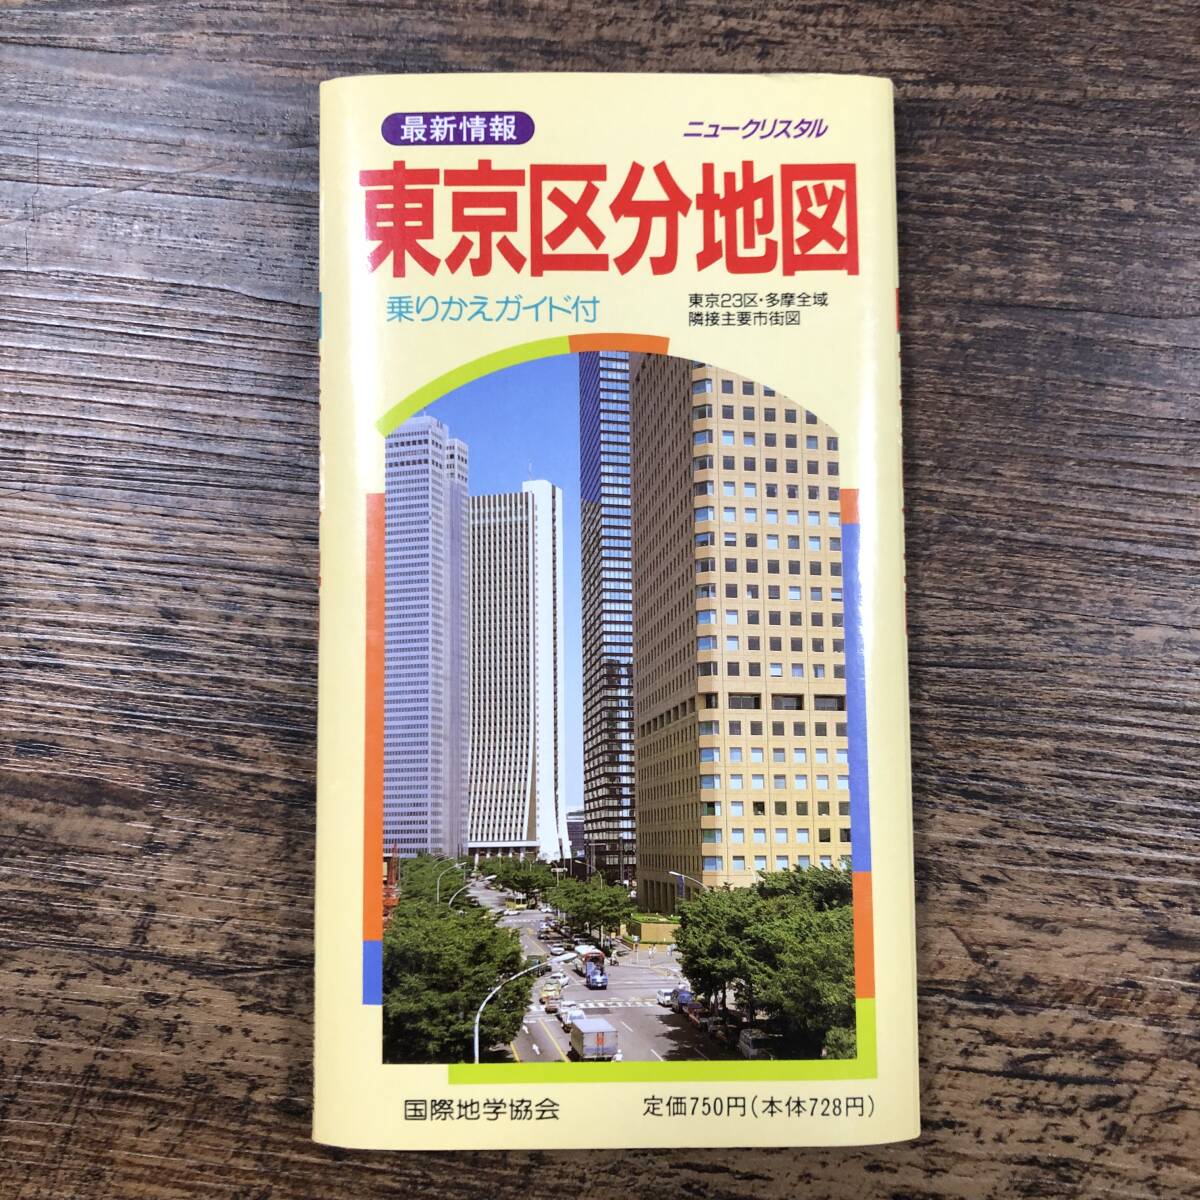 最新情報
ニュークリスタル
東京区分地図
乗りかえガイド付
東京23区・多摩全域
隣接主要市街図
国際地学協会
定価750円(本体728円)